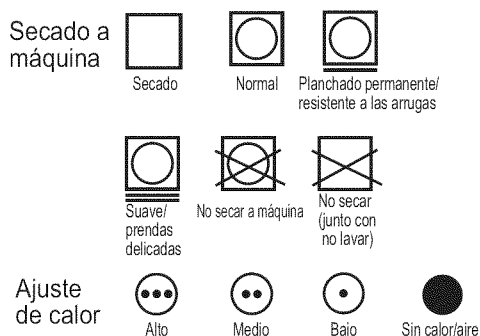 Secado a
máquina
Secado
Normal
Planchado permanente/
resistente a las arrugas
Suave/
prendas
delicadas
No secar a máquina
No secar
(junto con
no lavar)
Ajuste
de calor
Alto
Medio
Bajo
Sin calor/aire